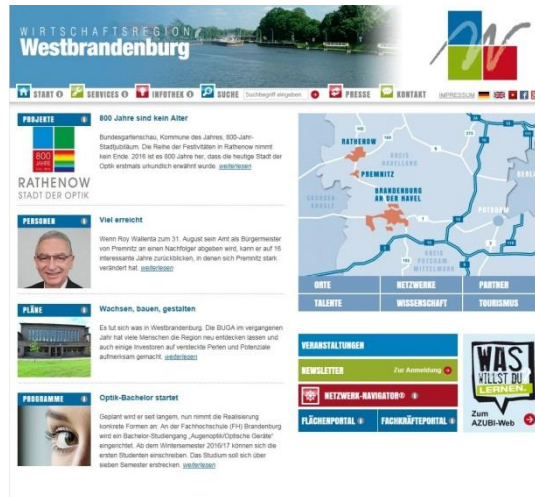 WIRTSCHAFTSREGION
Westbrandenburg
START
SERVICES
INFOTHEK
SUCHE
Suchbegriff eingeben
PRESSE
KONTAKT
IMPRESSUM
PROJEKTE
800 Jahre sind kein Alter
Bundesgartenschau, Kommune des Jahres, 800-Jahr-
Stadtjubiläum. Die Reihe der Festivitäten in Rathenow nimmt
kein Ende. 2016 ist es 800 Jahre her, dass die heutige Stadt der
Optik erstmals urkundlich erwähnt wurde. weiterlesen
800
JAHRE
RATHENOW
STADT DER OPTIK
PERSONEN
Viel erreicht
Wenn Roy Wallenta zum 31. August sein Amt als Bürgermeister
von Premnitz an einen Nachfolger abgeben wird, kann er auf 16
interessante Jahre zurückblicken, in denen sich Premnitz stark
verändert hat. weiterlesen
PLÄNE
Wachsen, bauen, gestalten
Es tut sich was in Westbrandenburg. Die BUGA im vergangenen
Jahr hat viele Menschen die Region neu entdecken lassen und
auch einige Investoren auf versteckte Perlen und Potenziale
aufmerksam gemacht. weiterlesen
PROGRAMME
Optik-Bachelor startet
Geplant wird er seit langem, nun nimmt die Realisierung
konkrete Formen an: An der Fachhochschule (FH) Brandenburg
wird ein Bachelor-Studiengang „Augenoptik/Optische Geräte"
eingerichtet. Ab dem Wintersemester 2016/17 können sich die
ersten Studenten einschreiben. Das Studium soll sich über
sieben Semester erstrecken. weiterlesen
RATHENOW
KREIS
HAVELLAND
PREMNITZ
BRANDENBURG
AN DER HAVEL
SACHSEN-
ANHALT
BERLI
POTSDAM
KREIS
POTSDAM-
MITTELMARK
ORTE
NETZWERKE
PARTNER
TALENTE
WISSENSCHAFT
TOURISMUS
VERANSTALTUNGEN
NEWSLETTER
Zur Anmeldung
NETZWERK-NAVIGATOR®
FLÄCHENPORTAL
FACHKRÄFTEPORTAL
WAS
WILLST DU
LERNEN.
Zum
AZUBI-Web